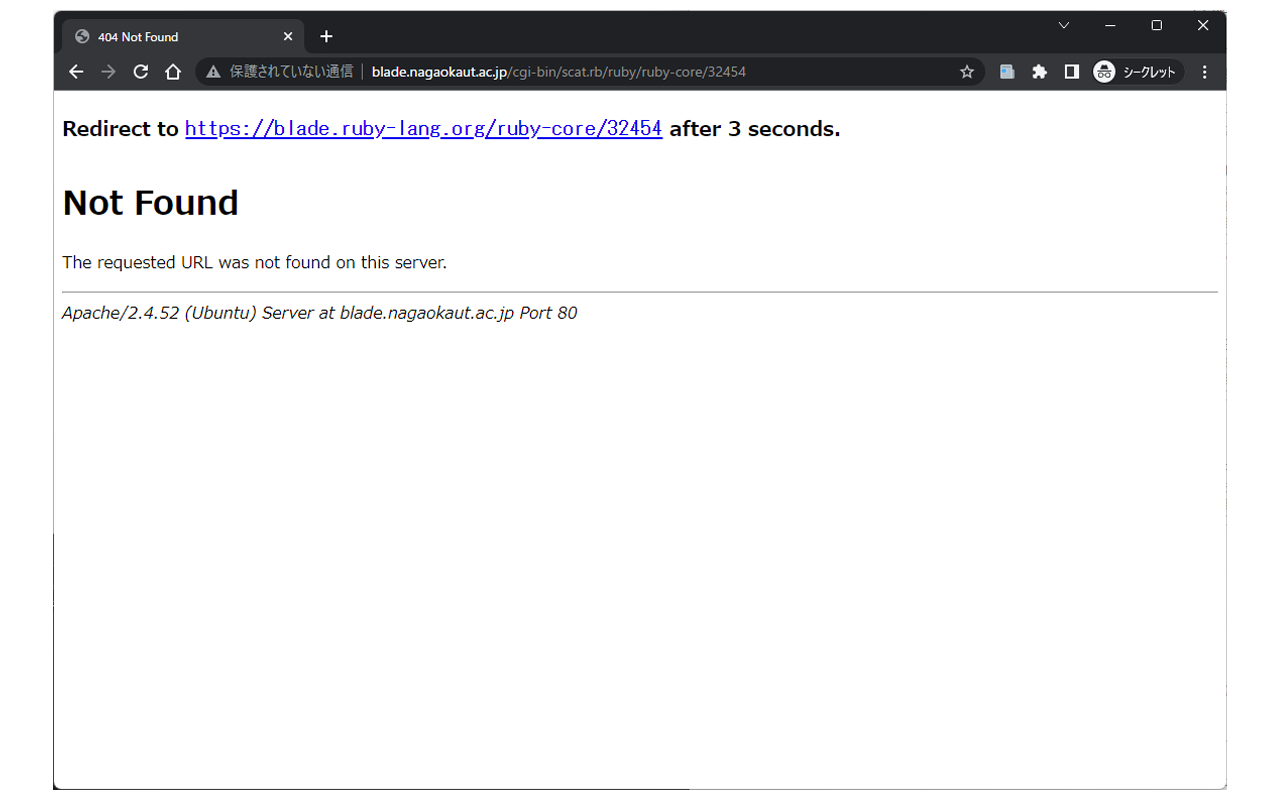 404 Not Found
保護されていない通信 | blade.nagaokaut.ac.jp/cgi-bin/scat.rb/ruby/ruby-core/32454
シークレット
Redirect to https://blade.ruby-lang.org/ruby-core/32454 after 3 seconds.
Not Found
The requested URL was not found on this server.
Apache/2.4.52 (Ubuntu) Server at blade.nagaokaut.ac.jp Port 80